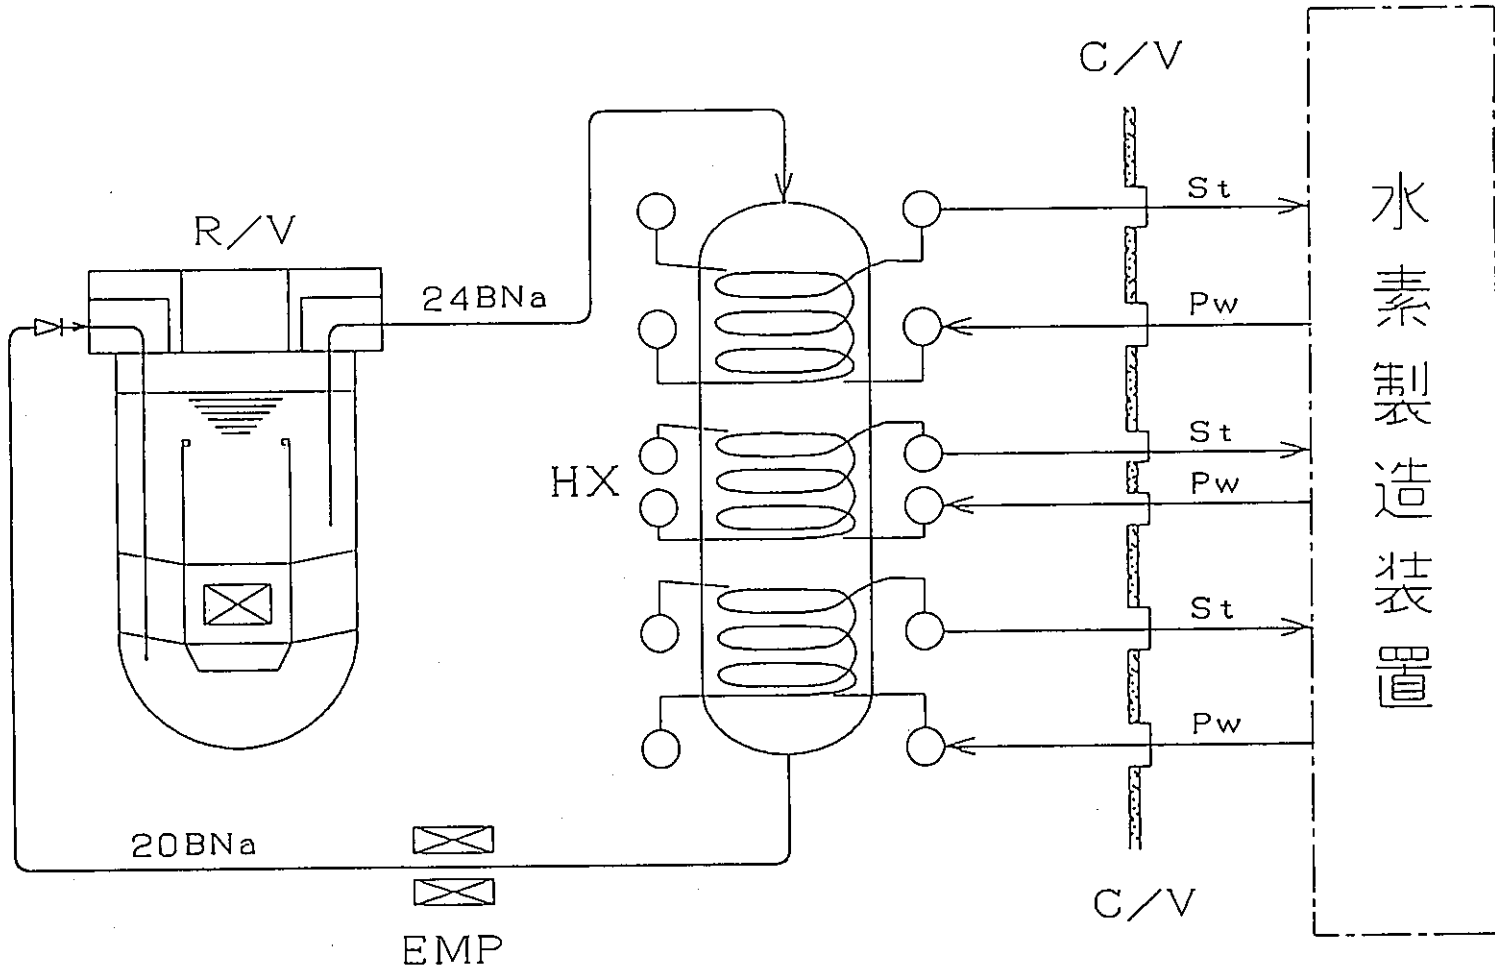 C/V
R/V
24BNa
St
Pw
St
HX
Pw
St
Pw
20BNa
EMP
C/V
水素製造装置